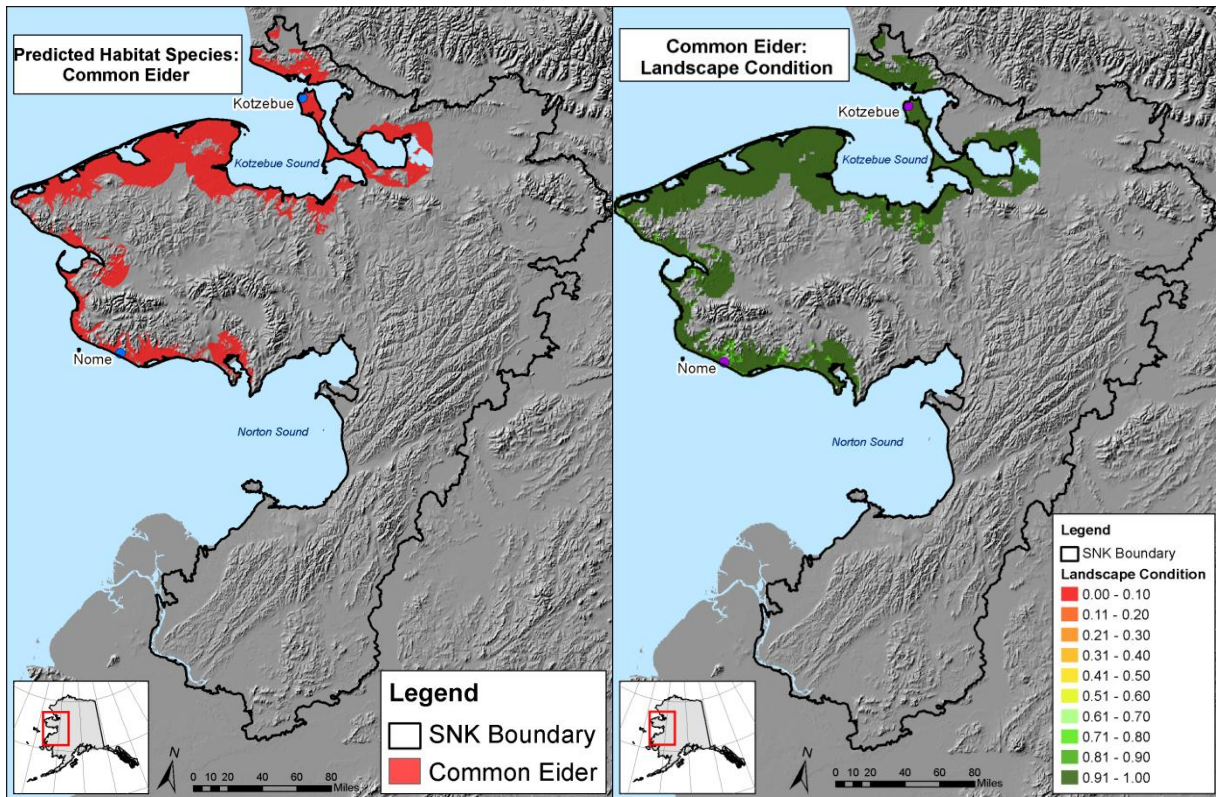 Predicted Habitat Species:
Common Eider
Kotzebue
Kotzebue Sound
Nome
Norton Sound
Legend
SNK Boundary
Common Eider
N
0 10 20 40 60 80
Miles
Common Eider:
Landscape Condition
Kotzebue
Kotzebue Sound
Nome
Norton Sound
Legend
SNK Boundary
Landscape Condition
0.00 - 0.10
0.11 - 0.20
0.21 - 0.30
0.31 - 0.40
0.41 - 0.50
0.51 - 0.60
0.61 - 0.70
0.71 - 0.80
0.81 - 0.90
0.91 - 1.00
N
0 10 20 40 60 80
Miles